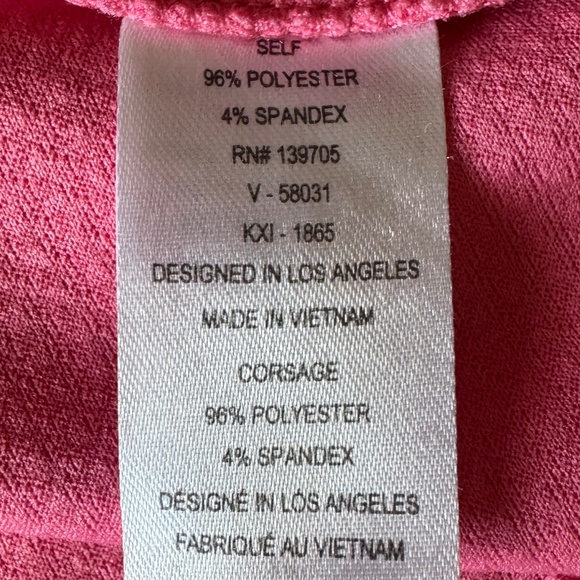 SELF
96% POLYESTER
4% SPANDEX
RN# 139705
V - 58031
KXI - 1865
DESIGNED IN LOS ANGELES
MADE IN VIETNAM
CORSAGE
96% POLYESTER
4% SPANDEX
DESIGNÉ IN LOS ANGELES
FABRIQUÉ AU VIETNAM